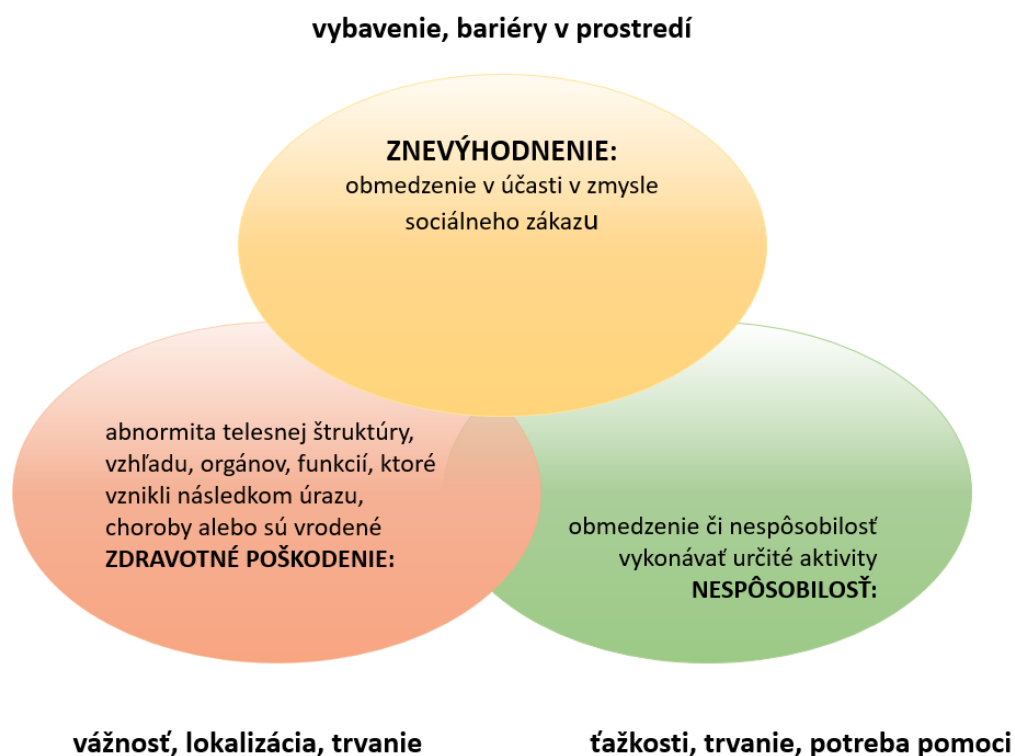 vybavenie, bariéry v prostredí
ZNEVÝHODNENIE:
obmedzenie v účasti v zmysle
sociálneho zákazu
abnormita telesnej štruktúry,
vzhľadu, orgánov, funkcií, ktoré
vznikli následkom úrazu,
choroby alebo sú vrodené
ZDRAVOTNÉ POŠKODENIE:
obmedzenie či nespôsobilosť
vykonávať určité aktivity
NESPÔSOBILOSŤ:
vážnosť, lokalizácia, trvanie
ťažkosti, trvanie, potreba pomoci